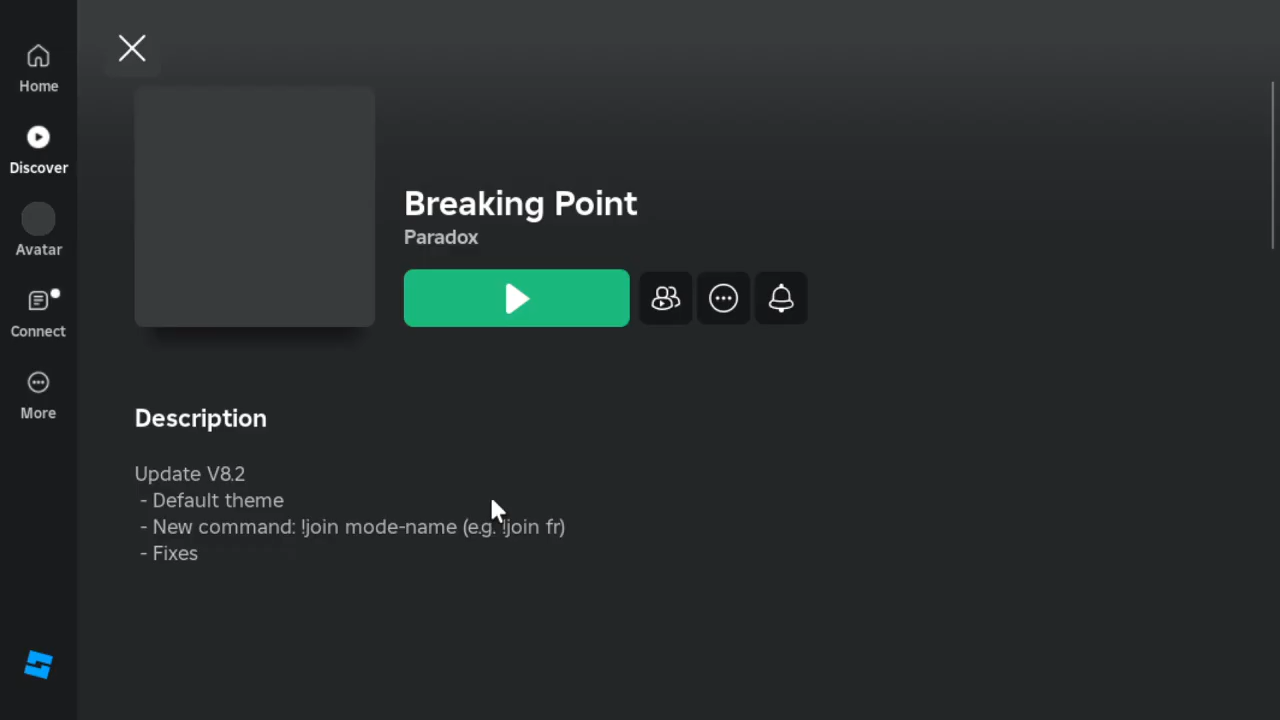 Home
Discover
Avatar
Connect
More
Breaking Point
Paradox
Description
Update V8.2
- Default theme
- New command: !join mode-name (e.g. !join fr)
- Fixes